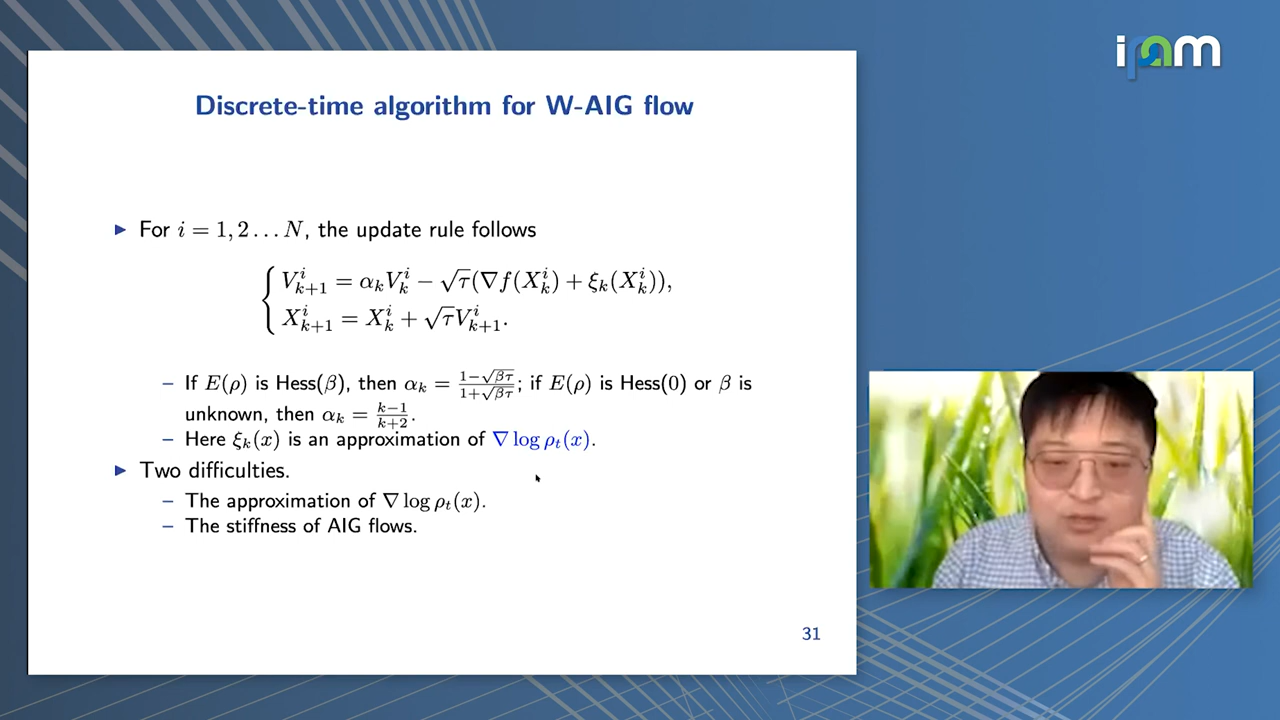 ipam
Discrete-time algorithm for W-AIG flow
▶ For i = 1, 2 … N, the update rule follows
V^i_{k+1} = α_k V^i_k − √τ(∇f(X^i_k) + ξ_k(X^i_k)),
X^i_{k+1} = X^i_k + √τ V^i_{k+1}.
– If E(ρ) is Hess(β), then α_k = \frac{1−√βτ}{1+√βτ}; if E(ρ) is Hess(0) or β is
unknown, then α_k = \frac{k−1}{k+2}.
– Here ξ_k(x) is an approximation of ∇ log ρ_t(x).
▶ Two difficulties.
– The approximation of ∇ log ρ_t(x).
– The stiffness of AIG flows.
31